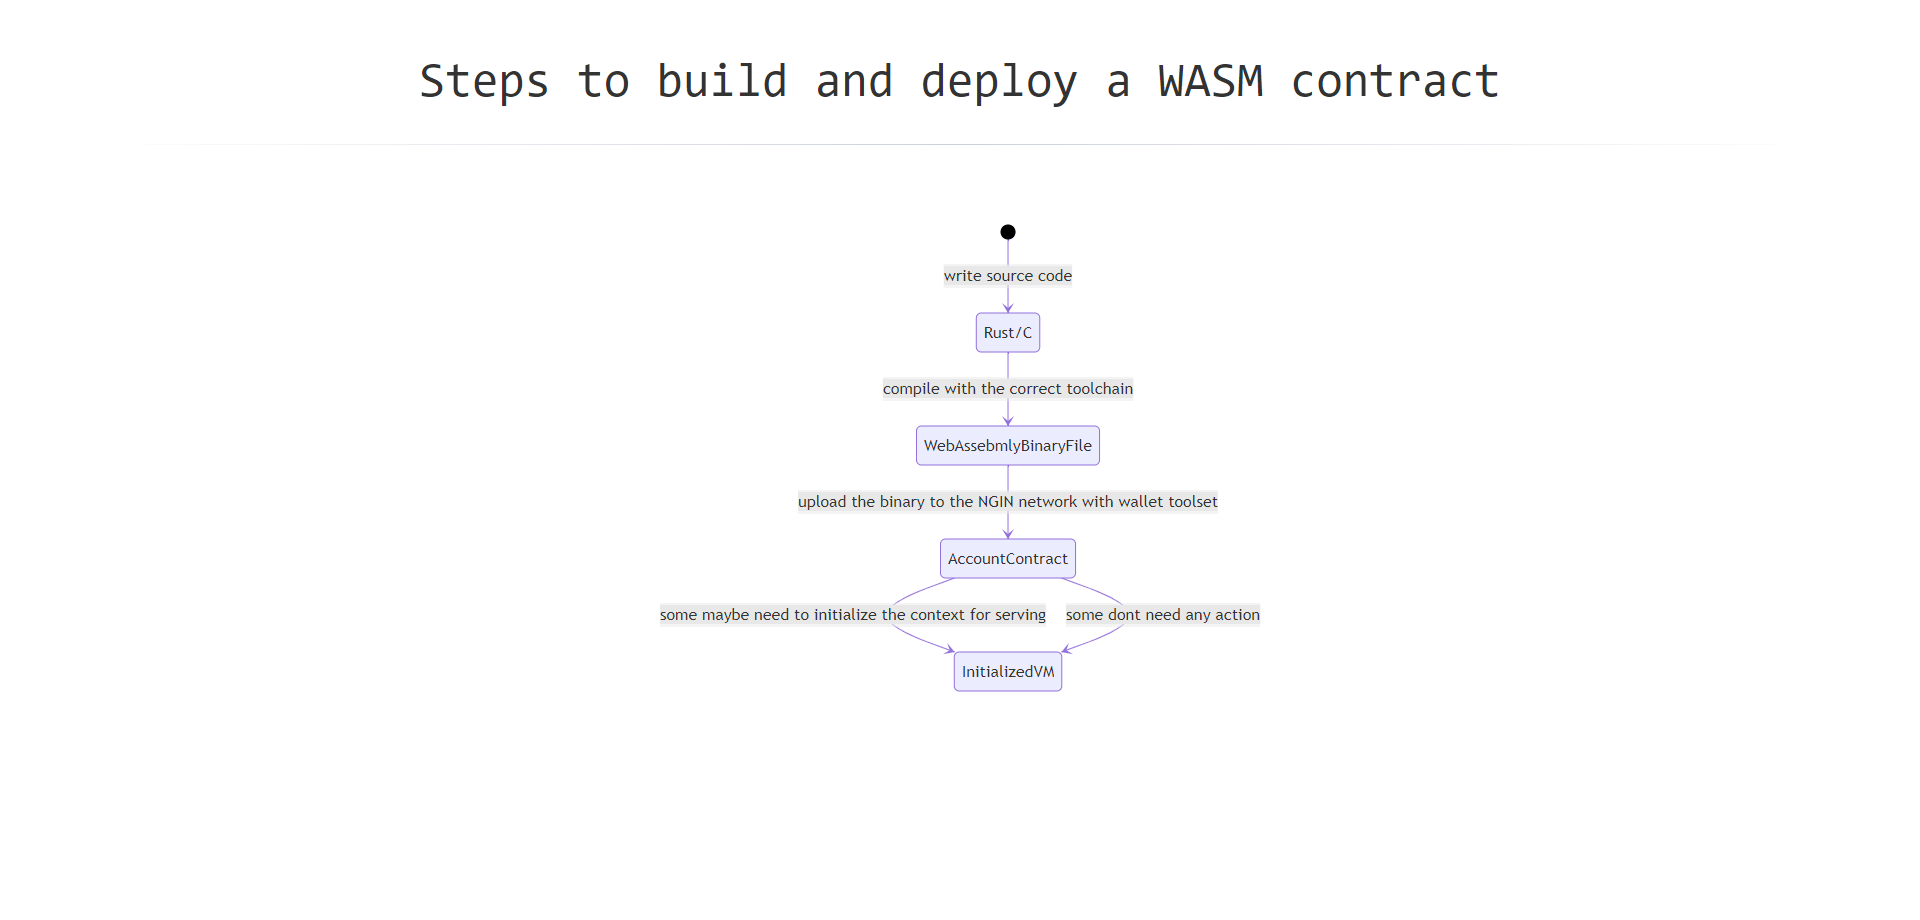 Steps to build and deploy a WASM contract
write source code
Rust/C
compile with the correct toolchain
WebAssebmlyBinaryFile
upload the binary to the NGIN network with wallet toolset
AccountContract
some maybe need to initialize the context for serving
some dont need any action
InitializedVM